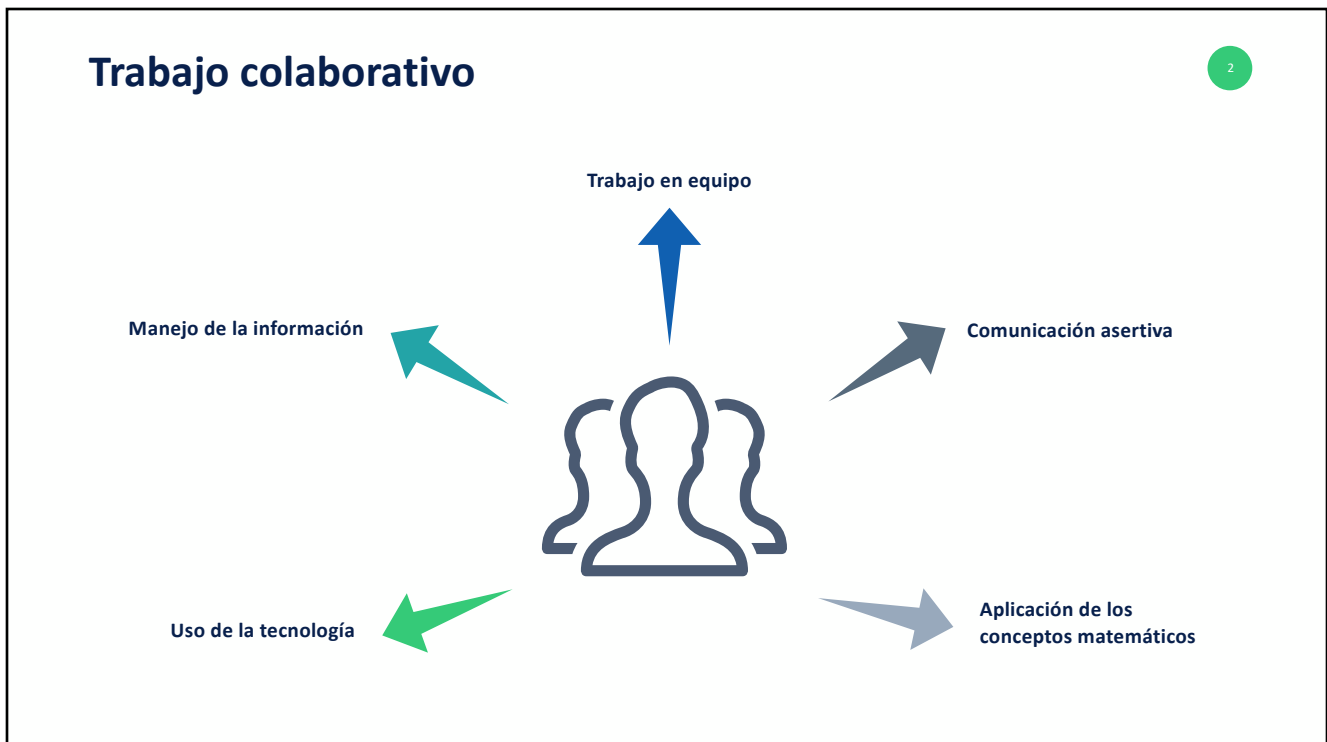 Trabajo colaborativo
2
Trabajo en equipo
Manejo de la información
Comunicación asertiva
Uso de la tecnología
Aplicación de los
conceptos matemáticos